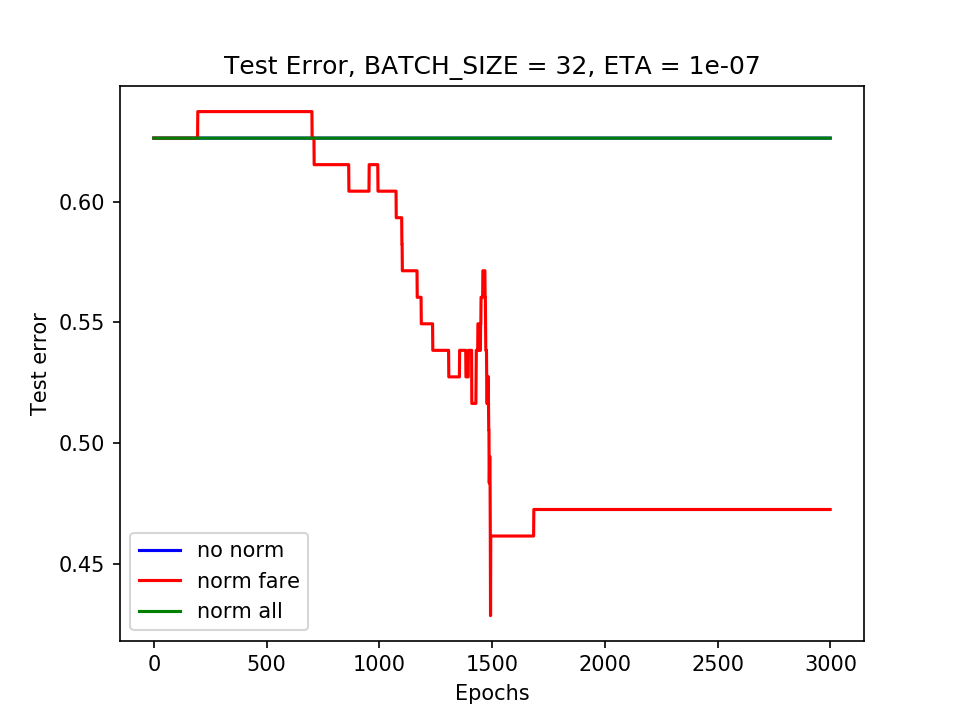 Test Error, BATCH_SIZE = 32, ETA = 1e-07
Test error
0.60
0.55
0.50
0.45
no norm
norm fare
norm all
0 500 1000 1500 2000 2500 3000
Epochs